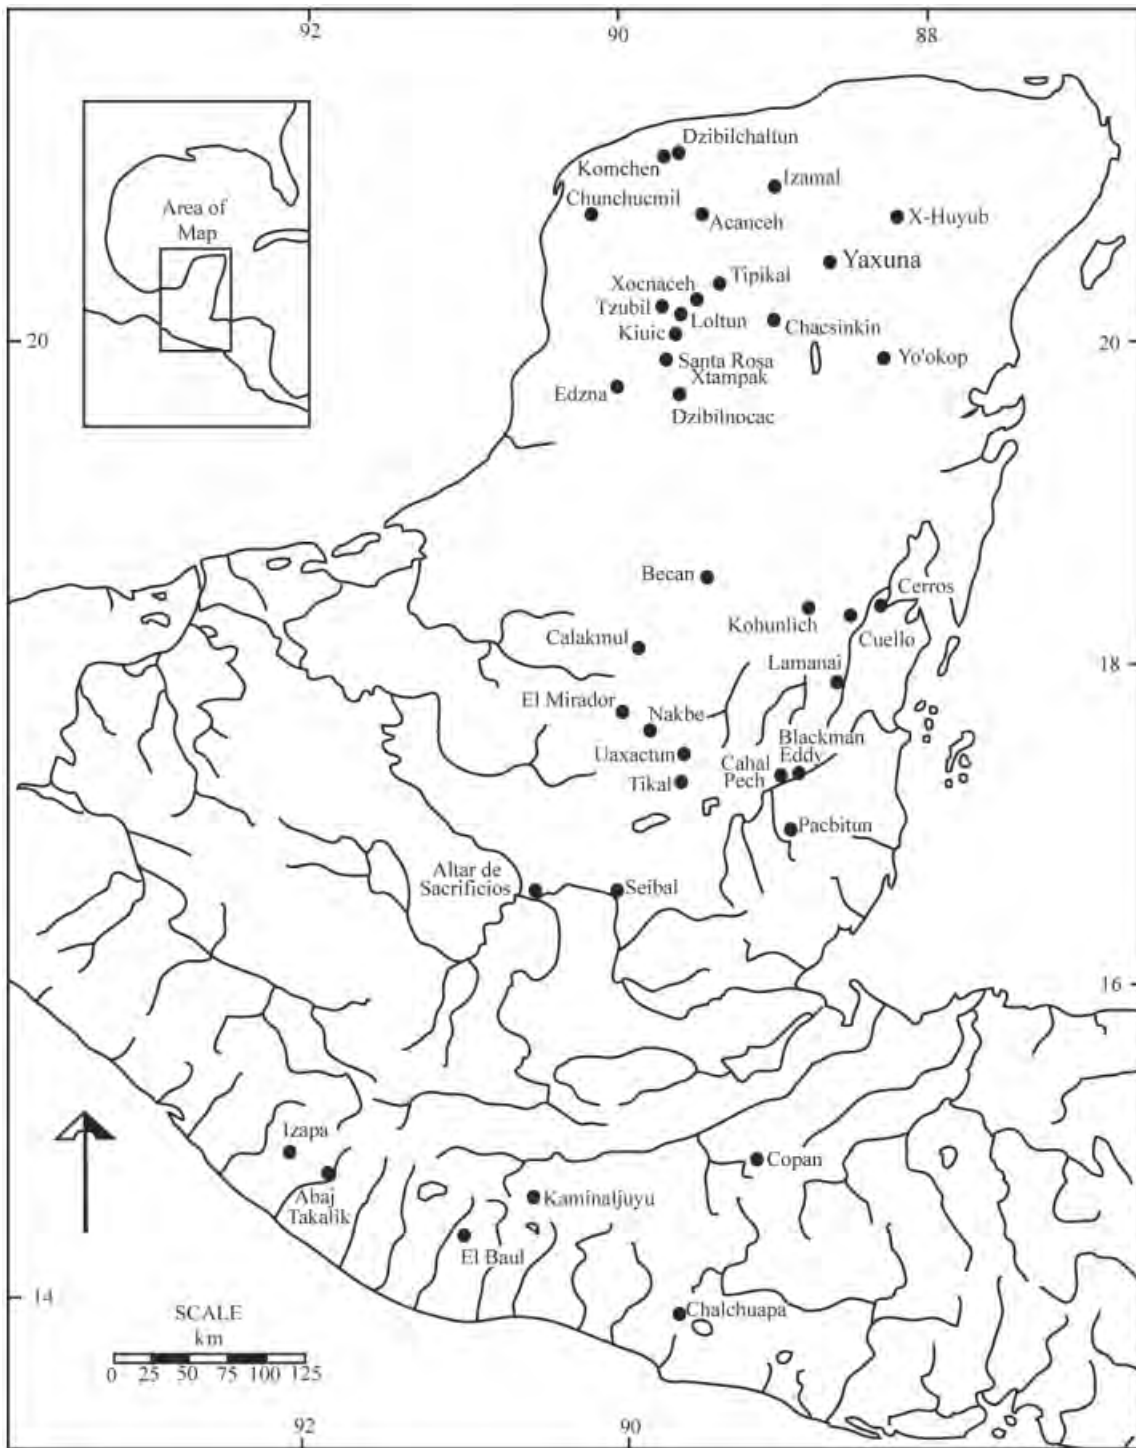 92
90
88
Area of
Map
Dzibilchaltun
Komchen
Izamal
Chunchucmil
Acanceh
X-Huyub
Yaxuna
Tipikal
Xocnaceh
Tzubil
Loltun
Chacsinkin
Kiuic
20
20
Santa Rosa
Xtampak
Yo'okop
Edzna
Dzibilnocac
Becan
Cerros
Kohunlich
Cuello
Calakmul
Lamanai
18
El Mirador
Nakbe
Blackman
Eddy
Uaxactun
Cahal
Pech
Tikal
Pacbitun
Altar de
Sacrificios
Seibal
16
Izapa
Copan
Abaj
Takalik
Kaminaljuyu
El Baul
14
Chalchuapa
SCALE
km
0 25 50 75 100 125
92
90